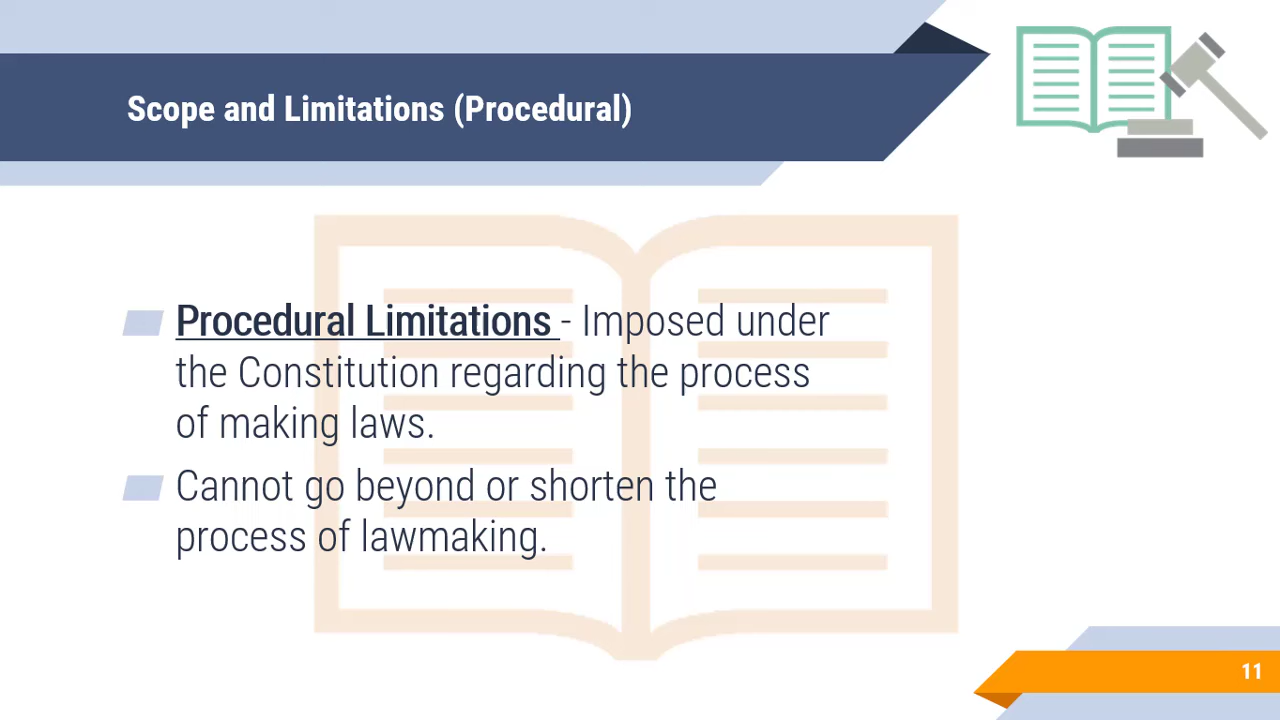 Scope and Limitations (Procedural)
Procedural Limitations - Imposed under
the Constitution regarding the process
of making laws.
Cannot go beyond or shorten the
process of lawmaking.
11